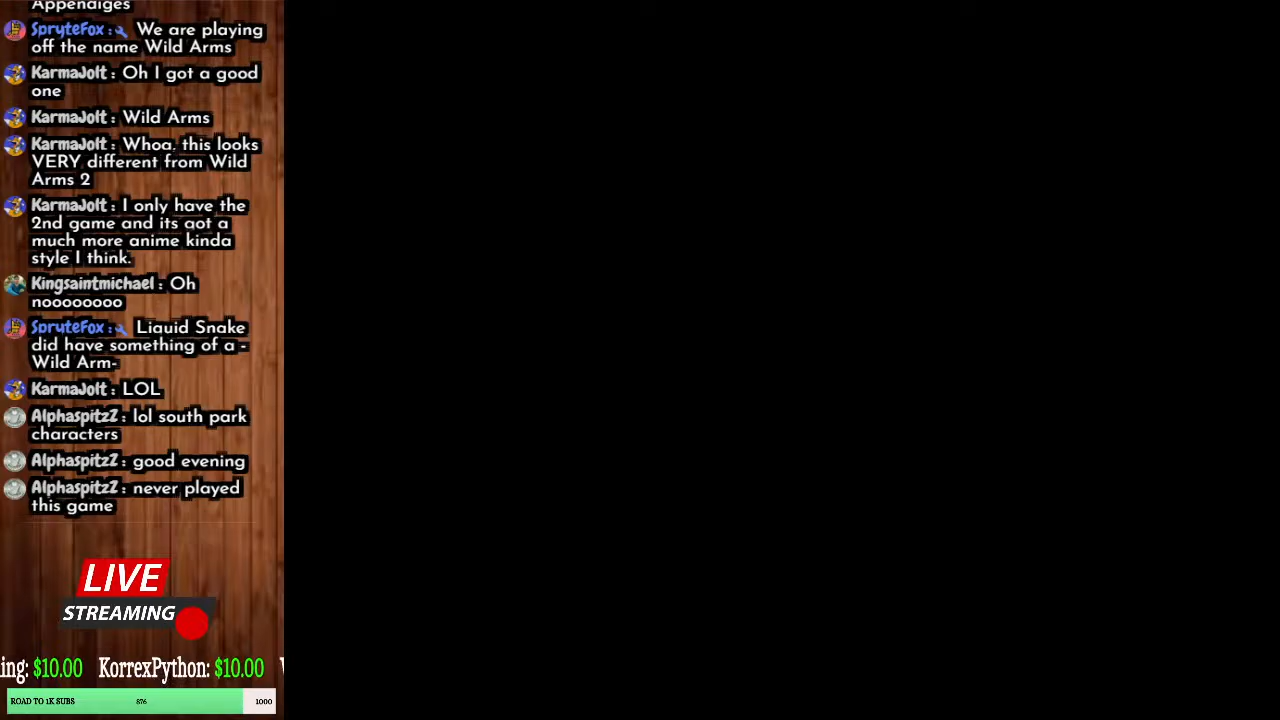 Appendiges
SpryteFox : We are playing
off the name Wild Arms
KarmaJolt : Oh I got a good
one
KarmaJolt : Wild Arms
KarmaJolt : Whoa, this looks
VERY different from Wild
Arms 2
KarmaJolt : I only have the
2nd game and its got a
much more anime kinda
style I think.
Kingsaintmichael : Oh
noooooooo
SpryteFox : Liquid Snake
did have something of a -
Wild Arm-
KarmaJolt : LOL
AlphaspitzZ : lol south park
characters
AlphaspitzZ : good evening
AlphaspitzZ : never played
this game
LIVE
STREAMING
ing: $10.00 KorrexPython: $10.00
ROAD TO 1K SUBS 876 1000